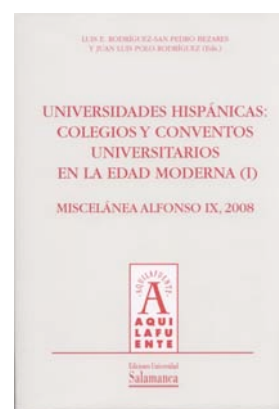 LUIS E. RODRÍGUEZ-SAN PEDRO BEZARES
Y JUAN LUIS POLO RODRÍGUEZ (Eds.)
UNIVERSIDADES HISPÁNICAS:
COLEGIOS Y CONVENTOS
UNIVERSITARIOS
EN LA EDAD MODERNA (I)
MISCELÁNEA ALFONSO IX, 2008
AQUILAFUENTE
A
AQUI
LAFU
ENTE
Ediciones Universidad
Salamanca